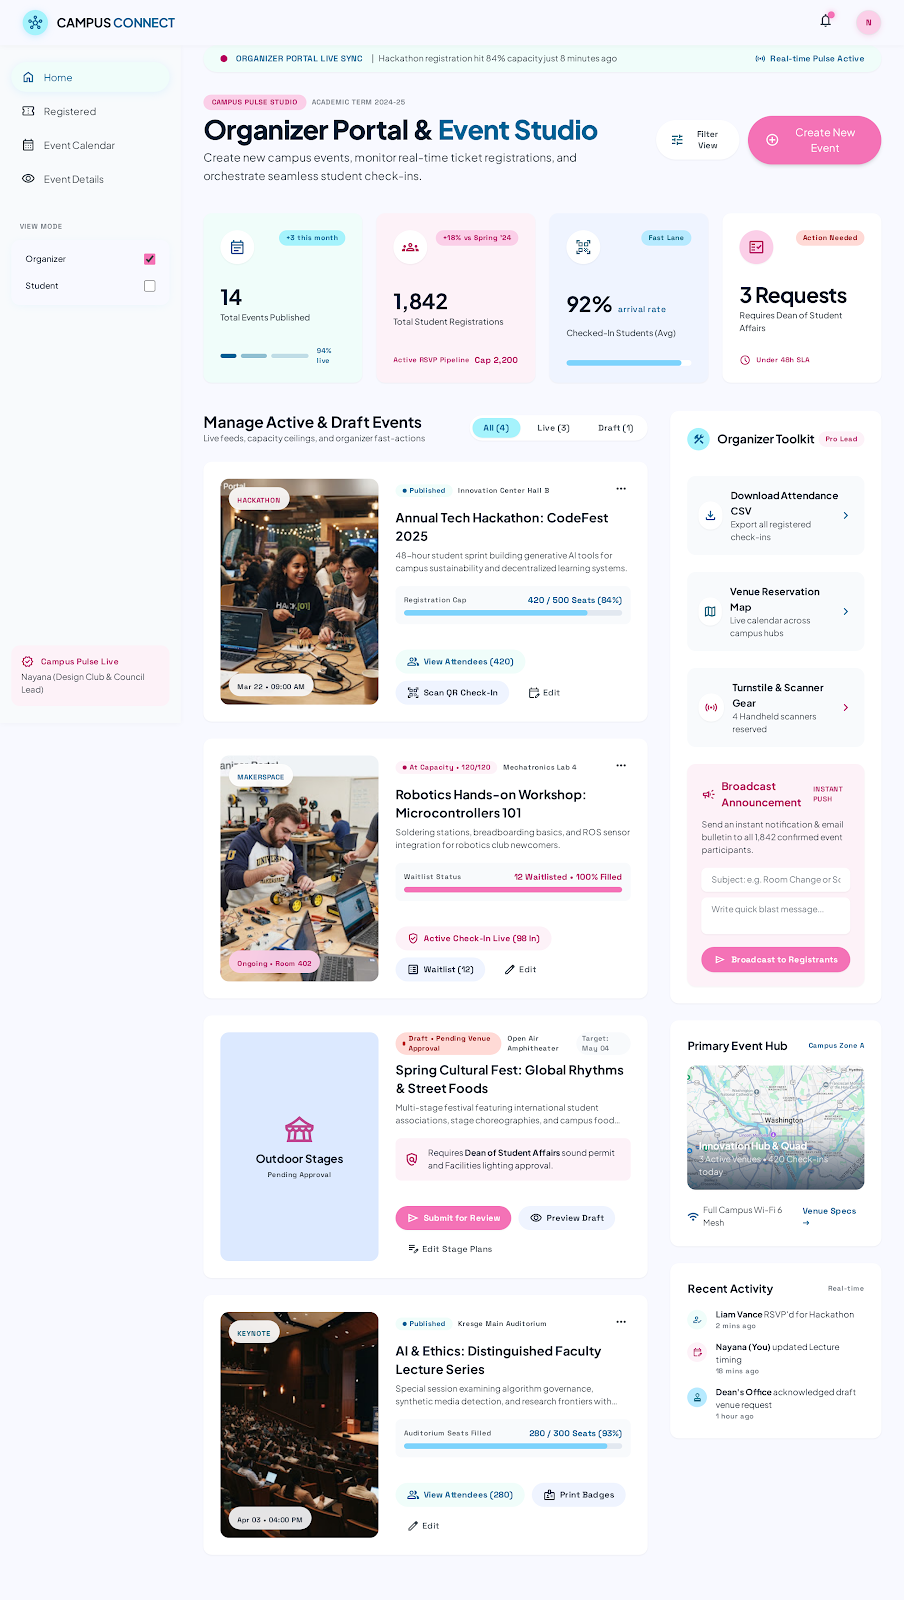 CAMPUS CONNECT
N
Home
Registered
Event Calendar
Event Details
VIEW MODE
Organizer
Student
Campus Pulse Live
Nayana (Design Club & Council
Lead)
ORGANIZER PORTAL LIVE SYNC | Hackathon registration hit 84% capacity just 8 minutes ago
Real-time Pulse Active
CAMPUS PULSE STUDIO ACADEMIC TERM 2024-25
Organizer Portal & Event Studio
Create new campus events, monitor real-time ticket registrations, and
orchestrate seamless student check-ins.
Filter
View
Create New
Event
+3 this month
14
Total Events Published
94%
live
+18% vs Spring '24
1,842
Total Student Registrations
Active RSVP Pipeline Cap 2,200
Fast Lane
92% arrival rate
Checked-In Students (Avg)
Action Needed
3 Requests
Requires Dean of Student
Affairs
Under 48h SLA
Manage Active & Draft Events
Live feeds, capacity ceilings, and organizer fast-actions
All (4)
Live (3)
Draft (1)
Portal
HACKATHON
HACK.[01]
Mar 22 • 09:00 AM
Published Innovation Center Hall B
Annual Tech Hackathon: CodeFest
2025
48-hour student sprint building generative AI tools for
campus sustainability and decentralized learning systems.
Registration Cap 420 / 500 Seats (84%)
View Attendees (420)
Scan QR Check-In
Edit
MAKERSPACE
Ongoing • Room 402
At Capacity • 120/120 Mechatronics Lab 4
Robotics Hands-on Workshop:
Microcontrollers 101
Soldering stations, breadboarding basics, and ROS sensor
integration for robotics club newcomers.
Waitlist Status 12 Waitlisted • 100% Filled
Active Check-In Live (98 In)
Waitlist (12)
Edit
Outdoor Stages
Pending Approval
Draft • Pending Venue
Approval
Open Air
Amphitheater
Target:
May 04
Spring Cultural Fest: Global Rhythms
& Street Foods
Multi-stage festival featuring international student
associations, stage choreographies, and campus food...
Requires Dean of Student Affairs sound permit
and Facilities lighting approval.
Submit for Review
Preview Draft
Edit Stage Plans
KEYNOTE
Apr 03 • 04:00 PM
Published Kresge Main Auditorium
AI & Ethics: Distinguished Faculty
Lecture Series
Special session examining algorithm governance,
synthetic media detection, and research frontiers with...
Auditorium Seats Filled 280 / 300 Seats (93%)
View Attendees (280)
Print Badges
Edit
Organizer Toolkit Pro Lead
Download Attendance
CSV
Export all registered
check-ins
Venue Reservation
Map
Live calendar across
campus hubs
Turnstile & Scanner
Gear
4 Handheld scanners
reserved
Broadcast
Announcement
INSTANT
PUSH
Send an instant notification & email
bulletin to all 1,842 confirmed event
participants.
Subject: e.g. Room Change or Sc
Write quick blast message...
Broadcast to Registrants
Primary Event Hub Campus Zone A
Washington
Innovation Hub & Quad
3 Active Venues • 420 Check-ins
today
Full Campus Wi-Fi 6
Mesh
Venue Specs
→
Recent Activity Real-time
Liam Vance RSVP'd for Hackathon
2 mins ago
Nayana (You) updated Lecture
timing
18 mins ago
Dean's Office acknowledged draft
venue request
1 hour ago